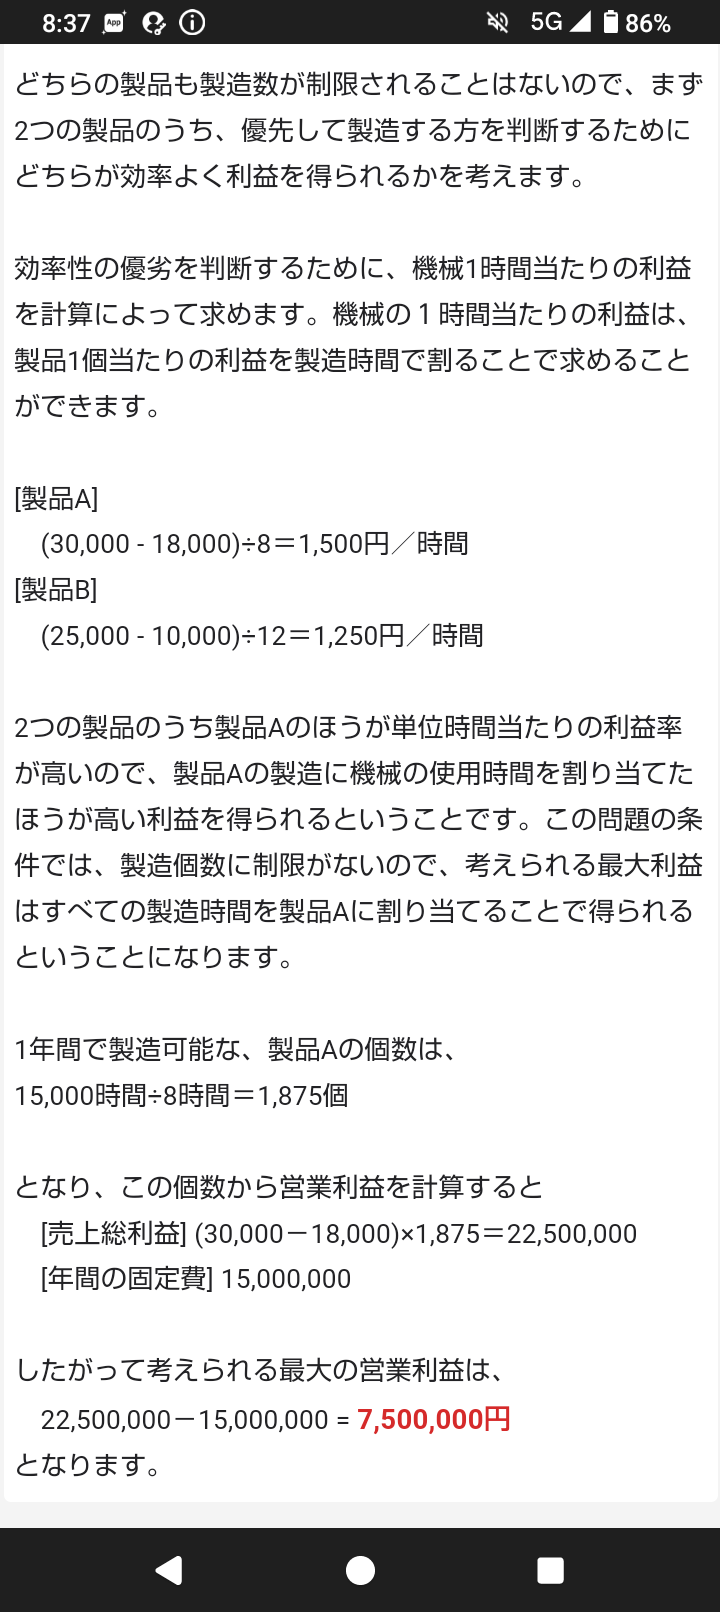 8:37 App 5G 86%
どちらの製品も製造数が制限されることはないので、まず
2つの製品のうち、優先して製造する方を判断するために
どちらが効率よく利益を得られるかを考えます。
効率性の優劣を判断するために、機械1時間当たりの利益
を計算によって求めます。機械の１時間当たりの利益は、
製品1個当たりの利益を製造時間で割ることで求めること
ができます。
[製品A]
(30,000 - 18,000)÷8＝1,500円／時間
[製品B]
(25,000 - 10,000)÷12＝1,250円／時間
2つの製品のうち製品Aのほうが単位時間当たりの利益率
が高いので、製品Aの製造に機械の使用時間を割り当てた
ほうが高い利益を得られるということです。この問題の条
件では、製造個数に制限がないので、考えられる最大利益
はすべての製造時間を製品Aに割り当てることで得られる
ということになります。
1年間で製造可能な、製品Aの個数は、
15,000時間÷8時間＝1,875個
となり、この個数から営業利益を計算すると
[売上総利益] (30,000－18,000)×1,875＝22,500,000
[年間の固定費] 15,000,000
したがって考えられる最大の営業利益は、
22,500,000－15,000,000 = 7,500,000円
となります。